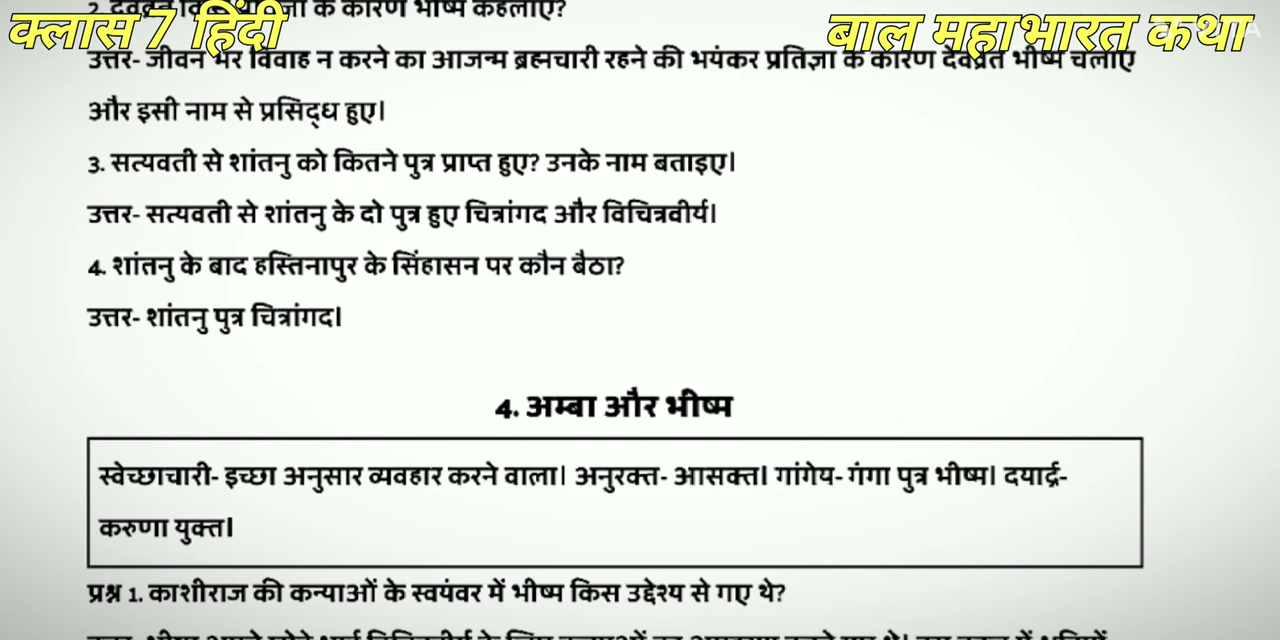 क्लास 7 हिंदी
बाल महाभारत कथा
2. के कारण भीष्म कहलाए?
उत्तर- जीवन भर विवाह न करने का आजन्म ब्रह्मचारी रहने की भयंकर प्रतिज्ञा के कारण देवव्रत भीष्म चलाए
और इसी नाम से प्रसिद्ध हुए।
3. सत्यवती से शांतनु को कितने पुत्र प्राप्त हुए? उनके नाम बताइए।
उत्तर- सत्यवती से शांतनु के दो पुत्र हुए चित्रांगद और विचित्रवीर्य।
4. शांतनु के बाद हस्तिनापुर के सिंहासन पर कौन बैठा?
उत्तर- शांतनु पुत्र चित्रांगद।
4. अम्बा और भीष्म
स्वेच्छाचारी- इच्छा अनुसार व्यवहार करने वाला। अनुरक्त- आसक्त। गांगेय- गंगा पुत्र भीष्म। दयार्द्र-
करुणा युक्त।
प्रश्न 1. काशीराज की कन्याओं के स्वयंवर में भीष्म किस उद्देश्य से गए थे?